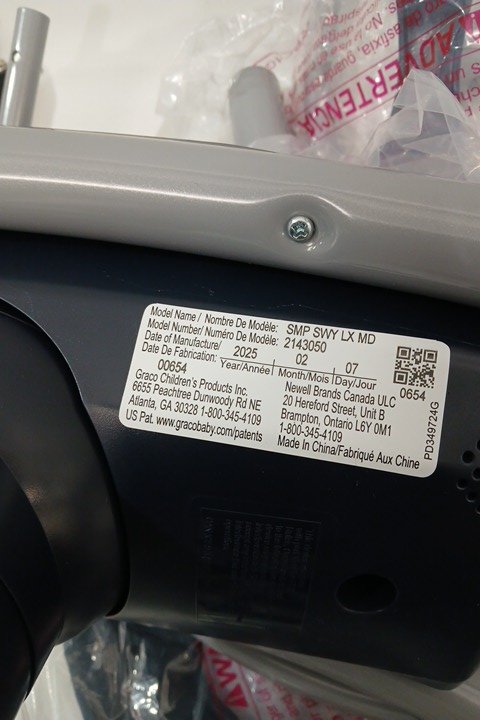 ADVERTENCIA
Model Name / Nombre De Modèle: SMP SWY LX MD
Model Number/ Numéro De Modèle: 2143050
Date of Manufacture/ 2025 02 07
Date De Fabrication: Year/Année Month/Mois Day/Jour
00654
0654
Graco Children's Products Inc.
6655 Peachtree Dunwoody Rd NE
Atlanta, GA 30328 1-800-345-4109
US Pat. www.gracobaby.com/patents
Newell Brands Canada ULC
20 Hereford Street, Unit B
Brampton, Ontario L6Y 0M1
1-800-345-4109
Made In China/Fabriqué Aux Chine
PD349724G